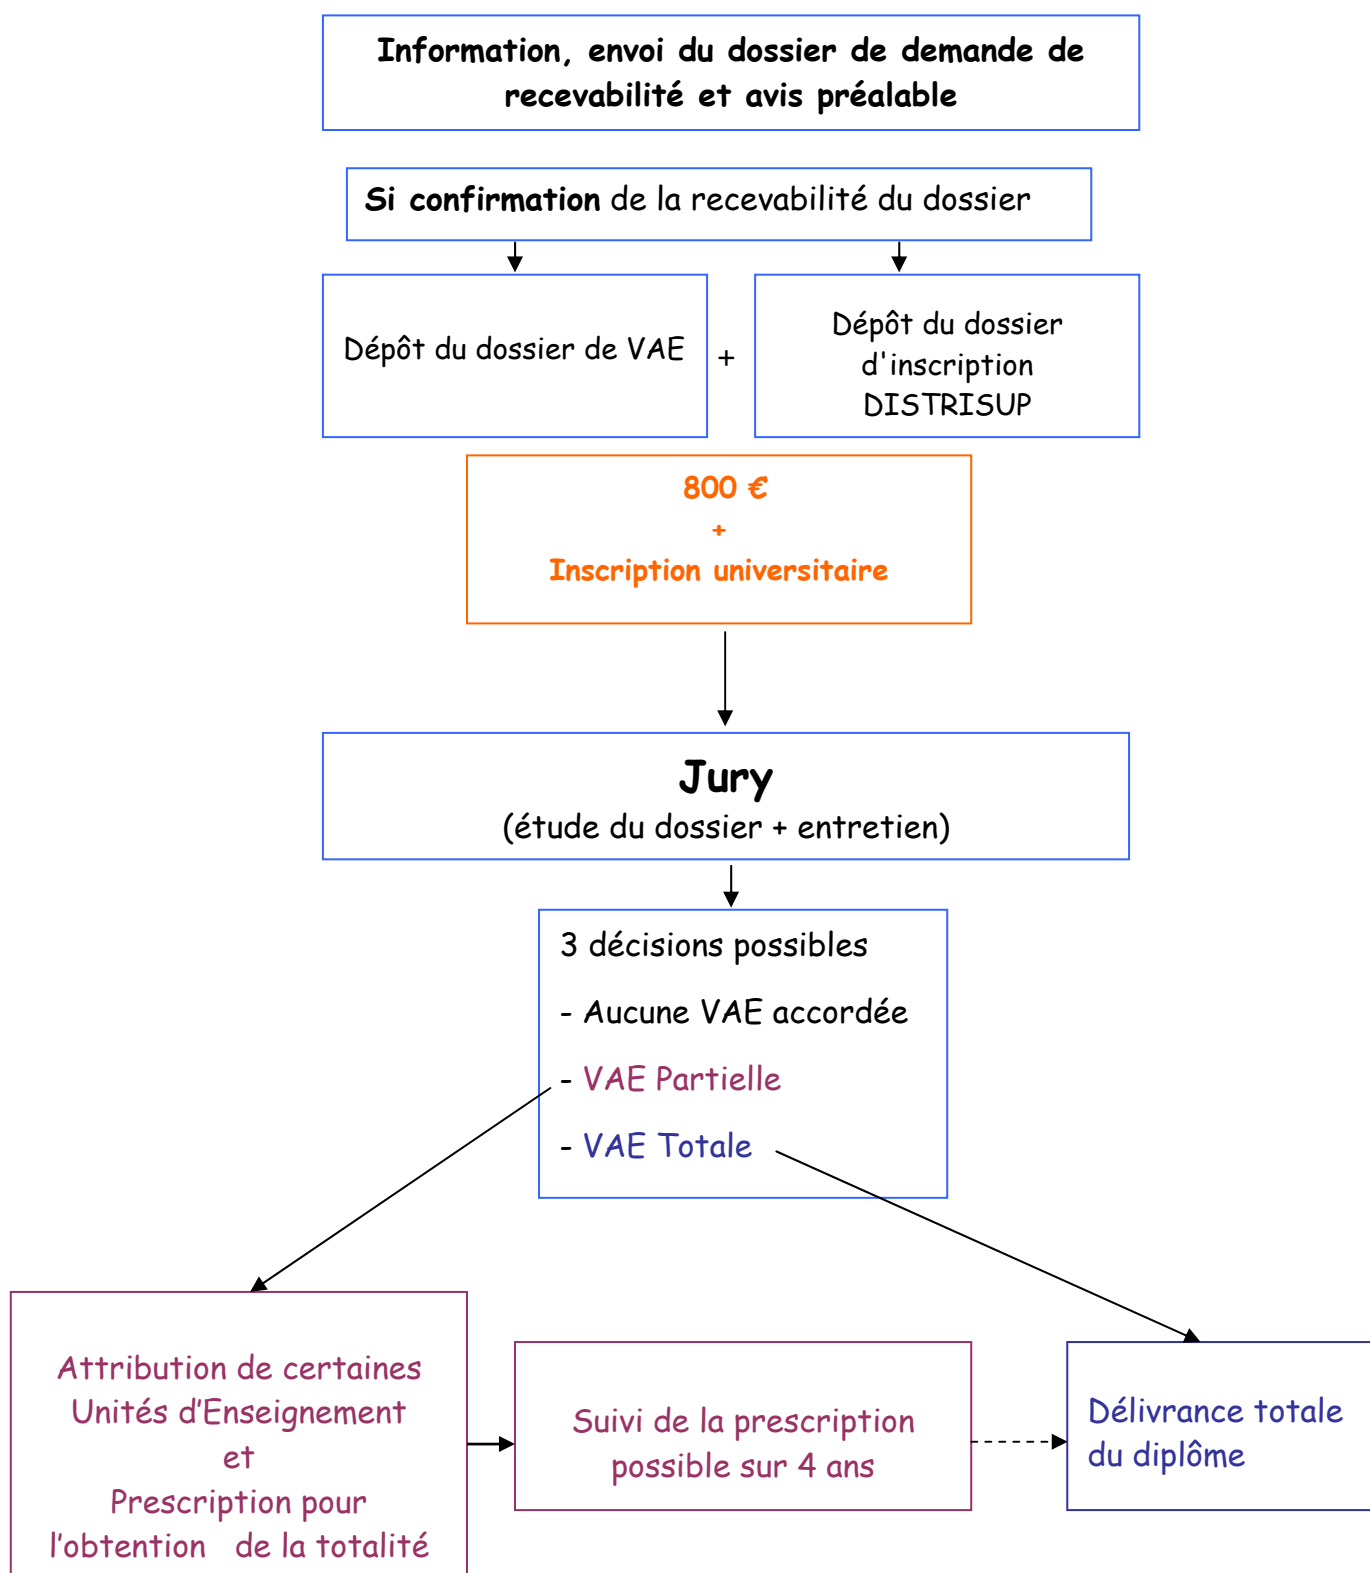 Information, envoi du dossier de demande de
recevabilité et avis préalable
Si confirmation de la recevabilité du dossier
Dépôt du dossier de VAE
+
Dépôt du dossier
d'inscription
DISTRISUP
800 €
+
Inscription universitaire
Jury
(étude du dossier + entretien)
3 décisions possibles
- Aucune VAE accordée
- VAE Partielle
- VAE Totale
Attribution de certaines
Unités d’Enseignement
et
Prescription pour
l’obtention de la totalité
Suivi de la prescription
possible sur 4 ans
Délivrance totale
du diplôme